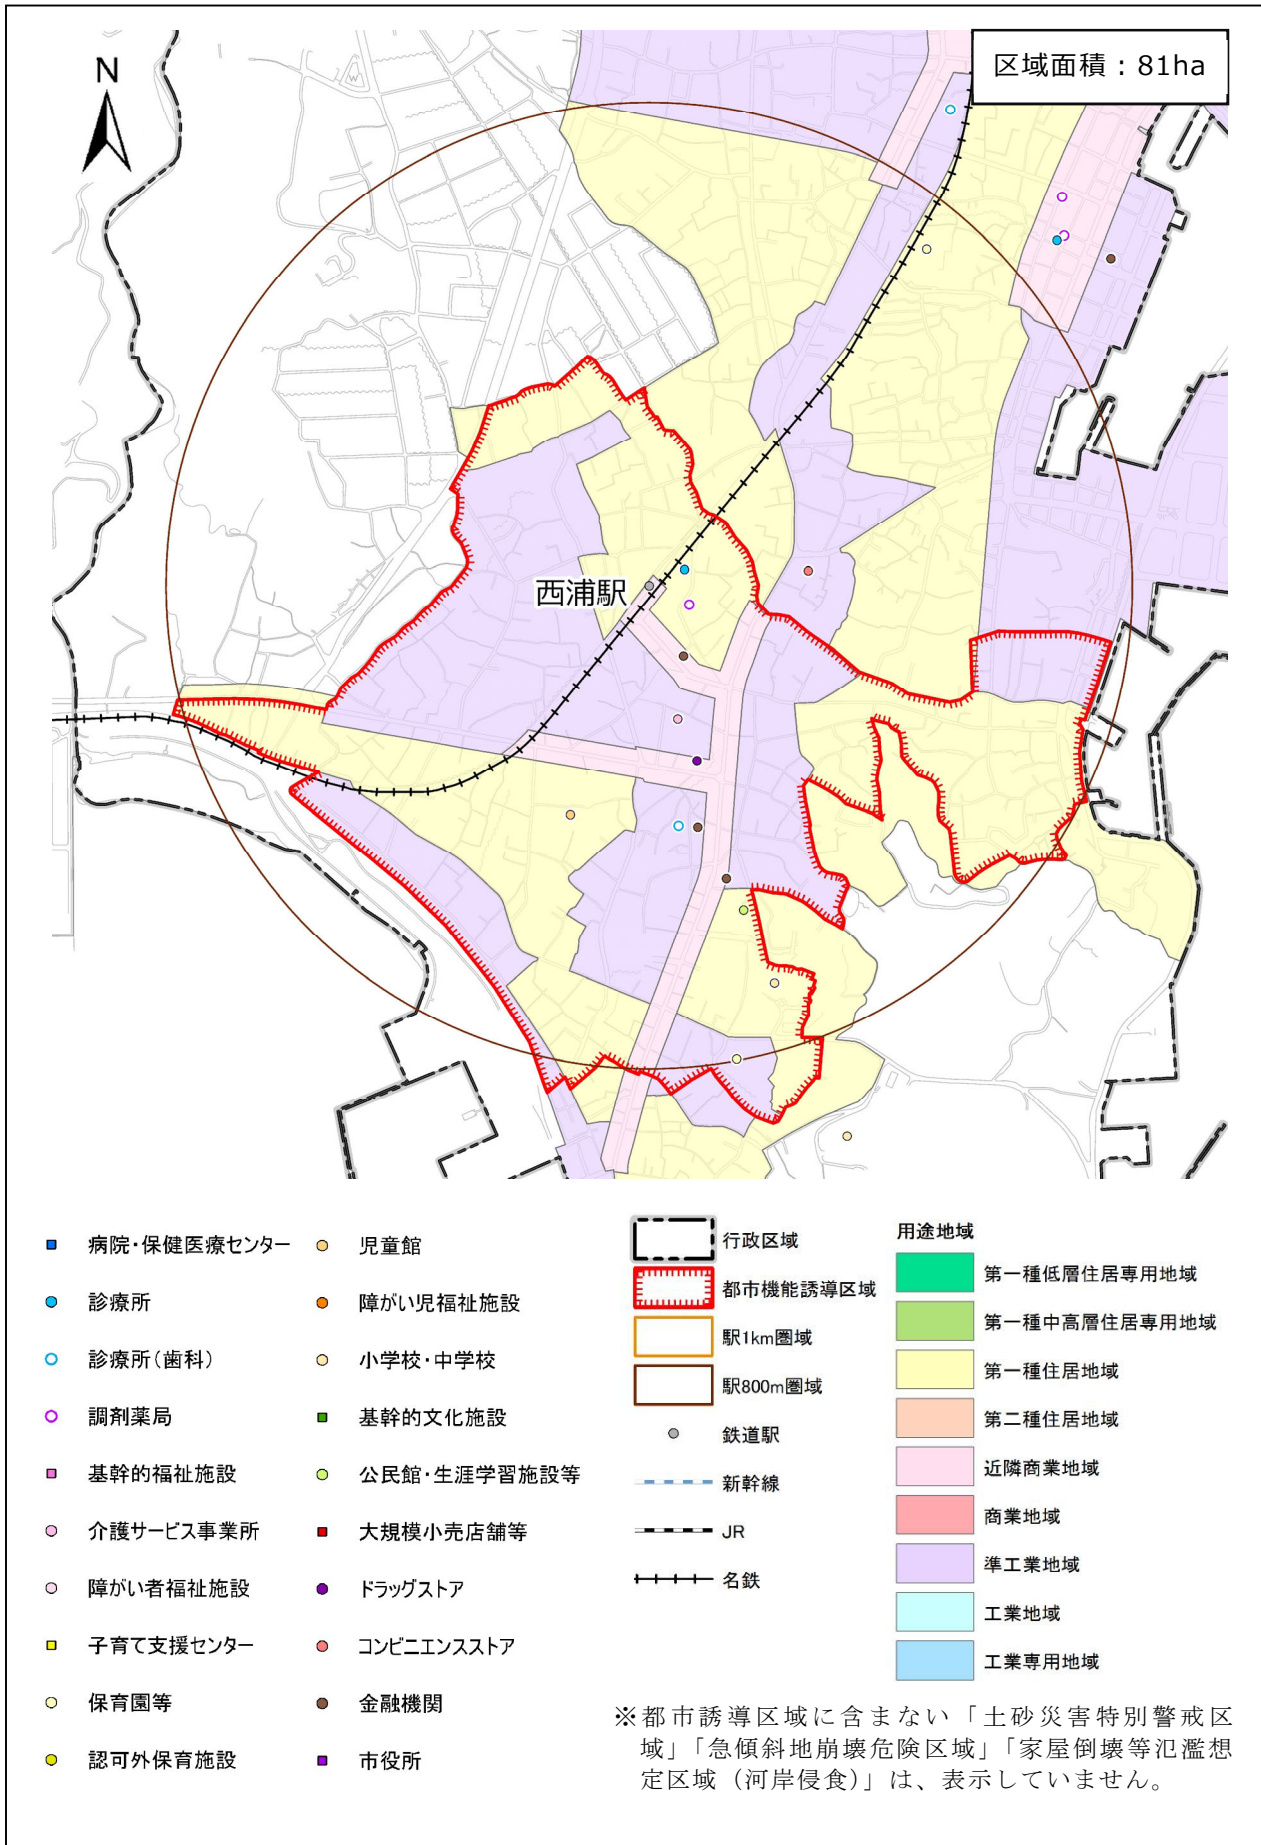 N
区域面積：81ha
西浦駅
病院・保健医療センター
診療所
診療所（歯科）
調剤薬局
基幹的福祉施設
介護サービス事業所
障がい者福祉施設
子育て支援センター
保育園等
認可外保育施設
児童館
障がい児福祉施設
小学校・中学校
基幹的文化施設
公民館・生涯学習施設等
大規模小売店舗等
ドラッグストア
コンビニエンスストア
金融機関
市役所
行政区域
都市機能誘導区域
駅1km圏域
駅800m圏域
鉄道駅
新幹線
JR
名鉄
用途地域
第一種低層住居専用地域
第一種中高層住居専用地域
第一種住居地域
第二種住居地域
近隣商業地域
商業地域
準工業地域
工業地域
工業専用地域
※都市誘導区域に含まない「土砂災害特別警戒区
域」「急傾斜地崩壊危険区域」「家屋倒壊等氾濫想
定区域（河岸侵食）」は、表示していません。